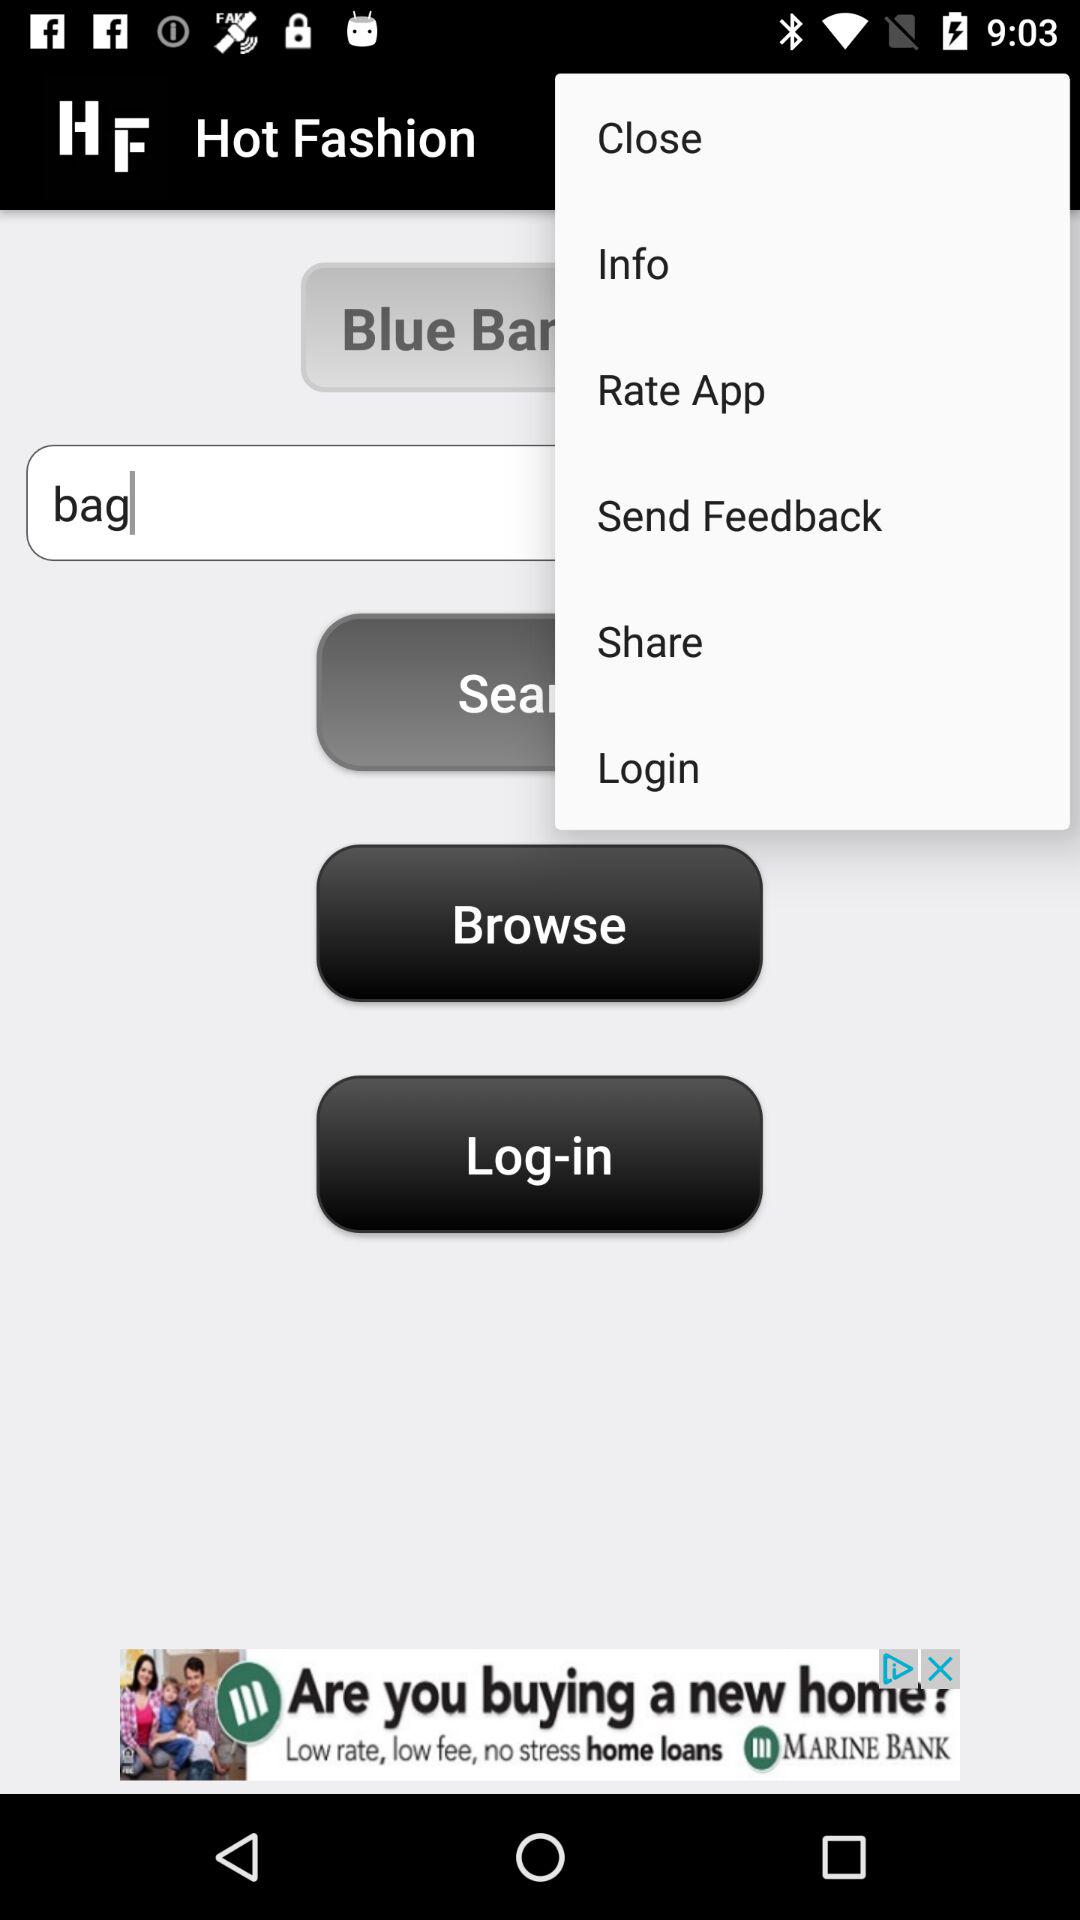 FAKE 9:03
HF Hot Fashion
Close
Info
Rate App
Send Feedback
Share
Login
Blue Bar
bag
Sear
Browse
Log-in
Are you buying a new home?
Low rate, low fee, no stress home loans
MARINE BANK